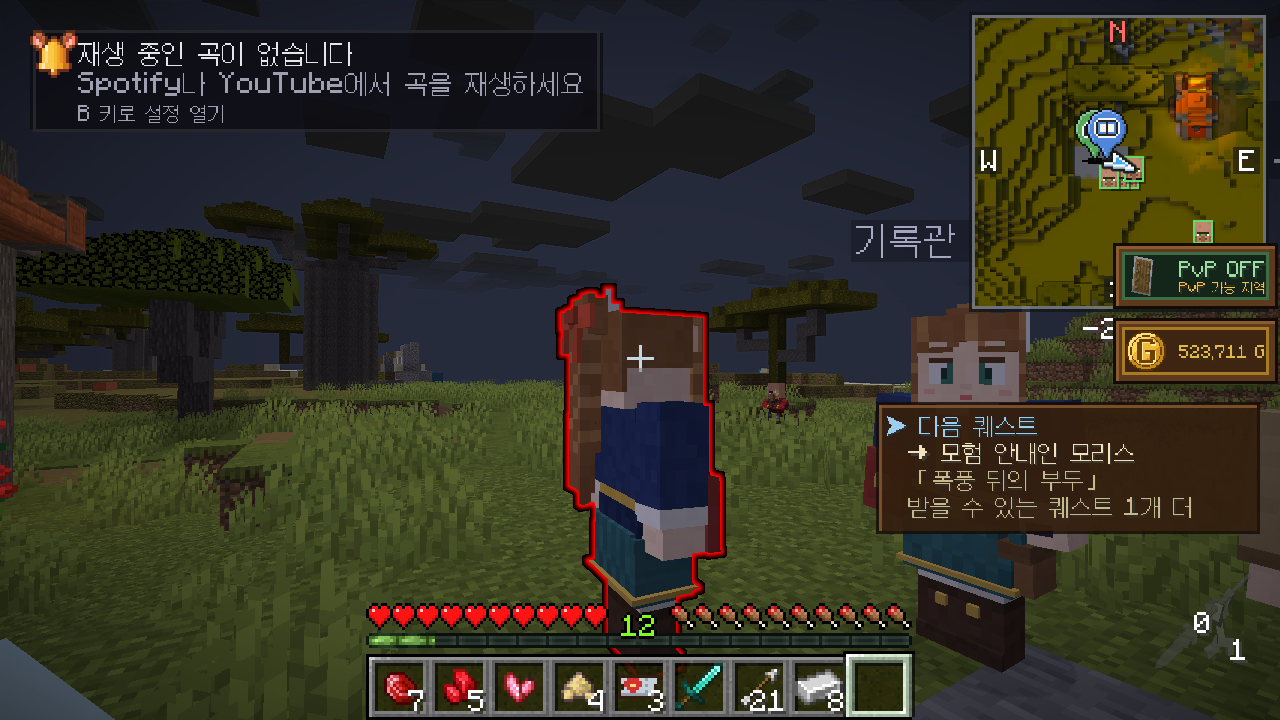 재생 중인 곡이 없습니다
Spotify나 YouTube에서 곡을 재생하세요
B 키로 설정 열기
N
W
E
기록관
PvP OFF
PvP 가능 지역
-2
523,711 G
다음 퀘스트
→ 모험 안내인 모리스
「폭풍 뒤의 부두」
받을 수 있는 퀘스트 1개 더
0
1
12
7
5
4
3
21
8